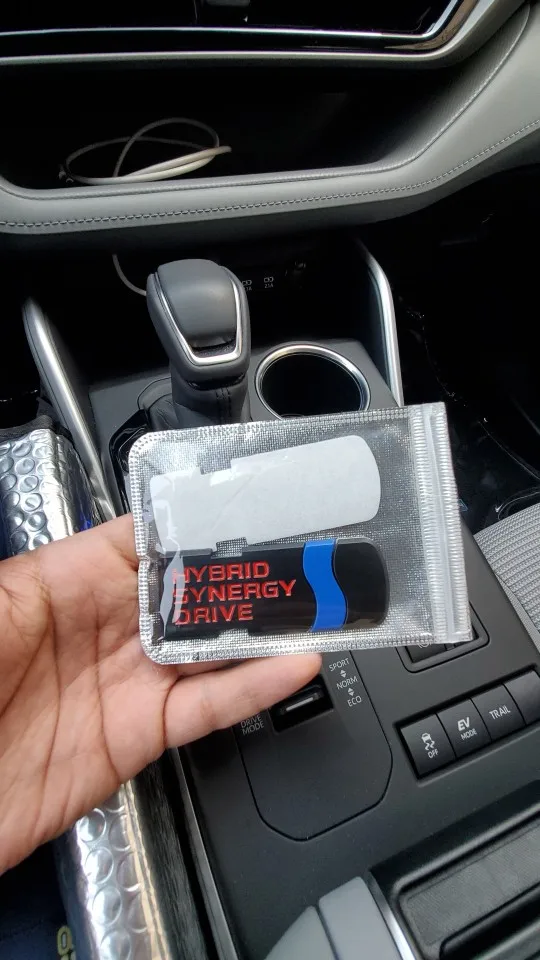 HYBRID
SYNERGY
DRIVE
SPORT
NORM
ECO
DRIVE
MODE
OFF
EV
MODE
TRAIL